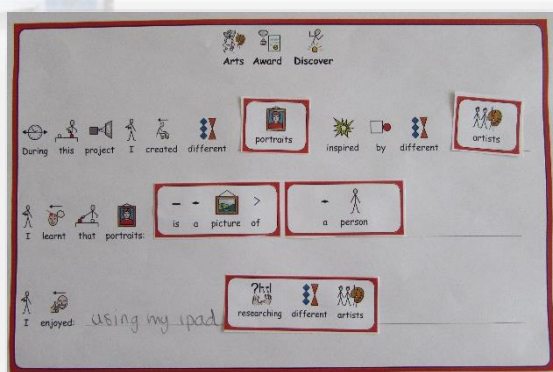 Arts Award Discover
During this project I created different portraits inspired by different artists
I learnt that portraits: is a picture of a person
I enjoyed: using my ipad researching different artists